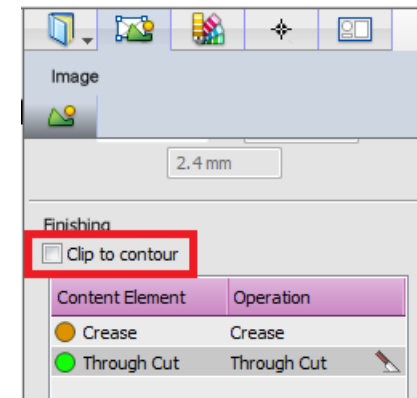 Image
2.4 mm
Finishing
Clip to contour
Content Element Operation
Crease Crease
Through Cut Through Cut